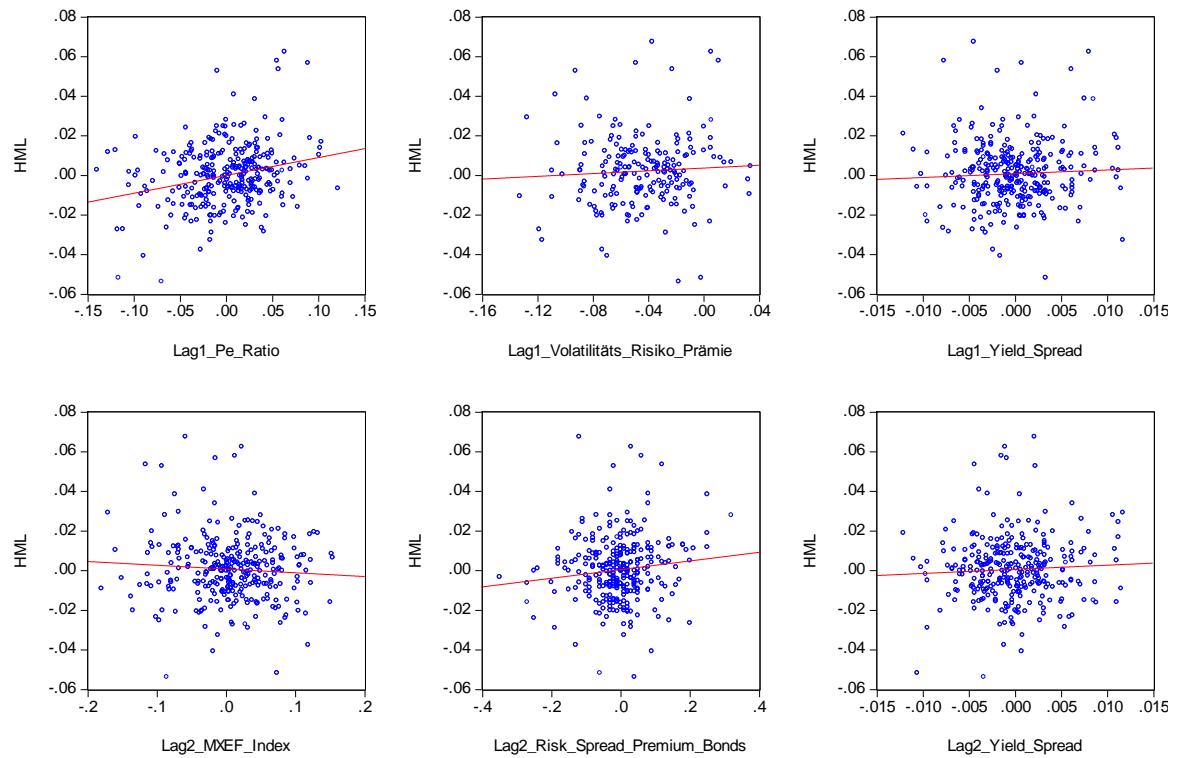 .08
.06
.04
.02
.00
-.02
-.04
-.06
HML
-.15 -.10 -.05 .00 .05 .10 .15
Lag1_Pe_Ratio
.08
.06
.04
.02
.00
-.02
-.04
-.06
HML
-.16 -.12 -.08 -.04 .00 .04
Lag1_Volatilitäts_Risiko_Prämie
.08
.06
.04
.02
.00
-.02
-.04
-.06
HML
-.015 -.010 -.005 .000 .005 .010 .015
Lag1_Yield_Spread
.08
.06
.04
.02
.00
-.02
-.04
-.06
HML
-.2 -.1 .0 .1 .2
Lag2_MXEF_Index
.08
.06
.04
.02
.00
-.02
-.04
-.06
HML
-.4 -.2 .0 .2 .4
Lag2_Risk_Spread_Premium_Bonds
.08
.06
.04
.02
.00
-.02
-.04
-.06
HML
-.015 -.010 -.005 .000 .005 .010 .015
Lag2_Yield_Spread